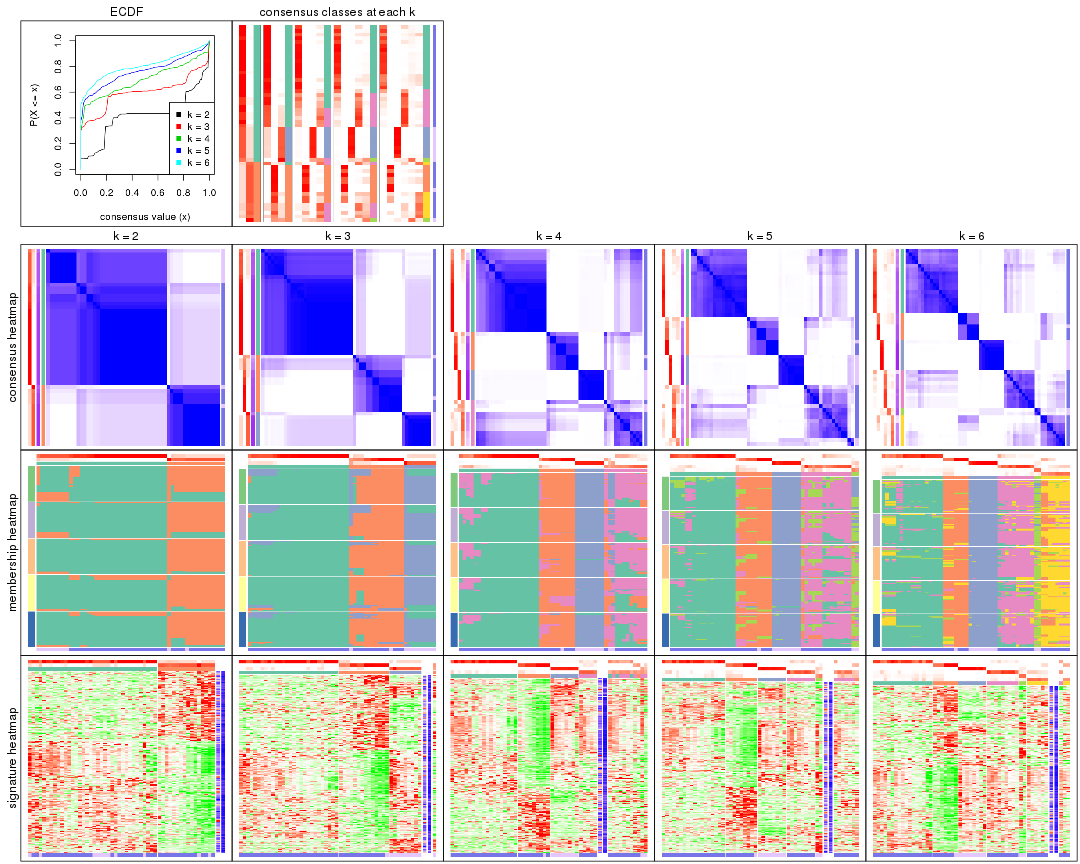 ECDF
consensus classes at each k
P(X <= x)
0.0 0.2 0.4 0.6 0.8 1.0
k = 2
k = 3
k = 4
k = 5
k = 6
0.0 0.2 0.4 0.6 0.8 1.0
consensus value (x)
k = 2 k = 3 k = 4 k = 5 k = 6
consensus heatmap
membership heatmap
signature heatmap